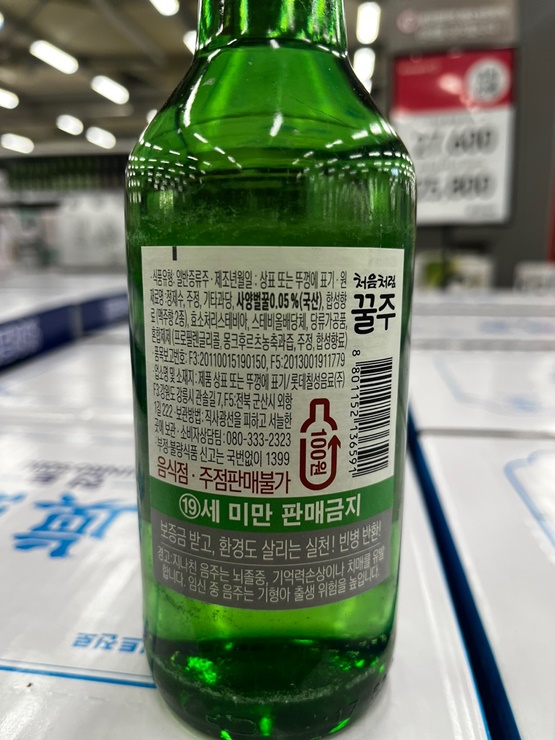 처음처럼
꿀주
·식품유형: 일반증류주 · 제조년월일 : 상표 또는 뚜껑에 표기 · 원
재료명: 정제수, 주정, 기타과당, 사양벌꿀0.05%(국산), 합성향
료(맥주향 2종), 효소처리스테비아, 스테비올배당체, 당류가공품,
혼합제제(프로필렌글리콜, 몽크후르츠농축과즙, 주정, 합성향료)
품목보고번호: F3:20110015190150, F5:2013001911779
업소명 및 소재지 : 제품 상표 또는 뚜껑에 표기/롯데칠성음료(주)
F3:강원도 강릉시 관솔길 7, F5:전북 군산시 외항
1길 222 · 보관방법: 직사광선을 피하고 서늘한
곳에 보관 · 소비자상담팀 : 080-333-2323
· 부정·불량식품 신고는 국번없이 1399
음식점 · 주점판매불가
100원
8 801152 136591
⑲세 미만 판매금지
보증금 받고, 환경도 살리는 실천! 빈병 반환!
경고:지나친 음주는 뇌졸중, 기억력손상이나 치매를 유발
합니다. 임신 중 음주는 기형아 출생 위험을 높입니다.